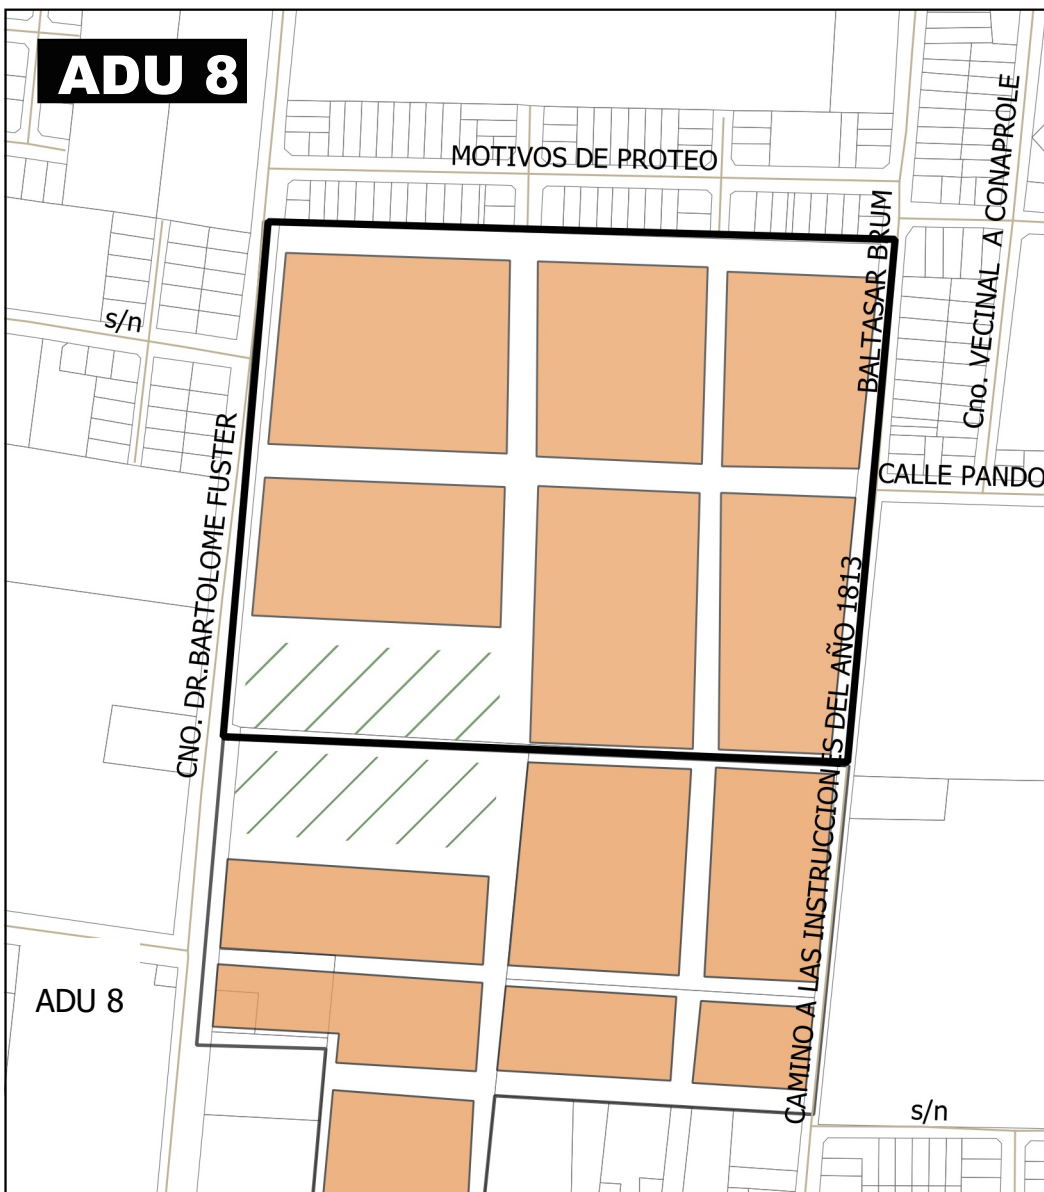 ADU 8
MOTIVOS DE PROTEO
Cno. VECINAL A CONAPROLE
BALTASAR BRUM
s/n
CALLE PANDO
CNO. DR.BARTOLOME FUSTER
CAMINO A LAS INSTRUCCIONES DEL AÑO 1813
ADU 8
s/n